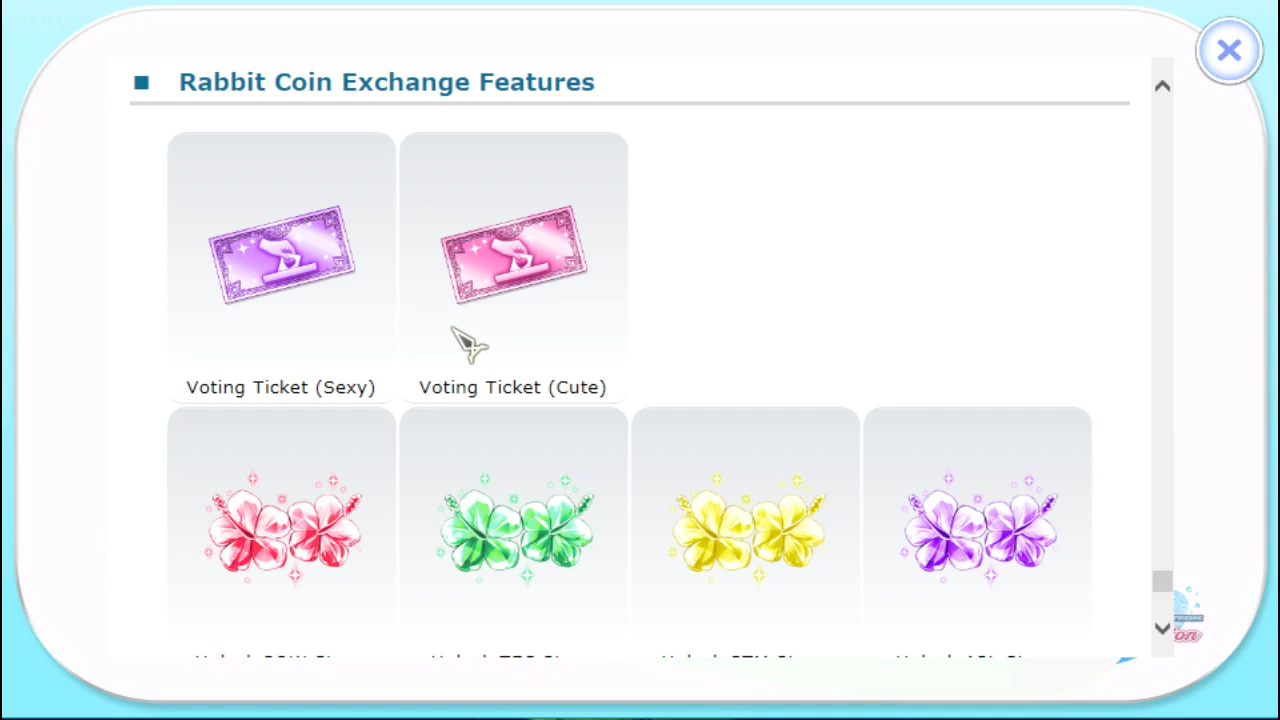 Rabbit Coin Exchange Features
Voting Ticket (Sexy)
Voting Ticket (Cute)